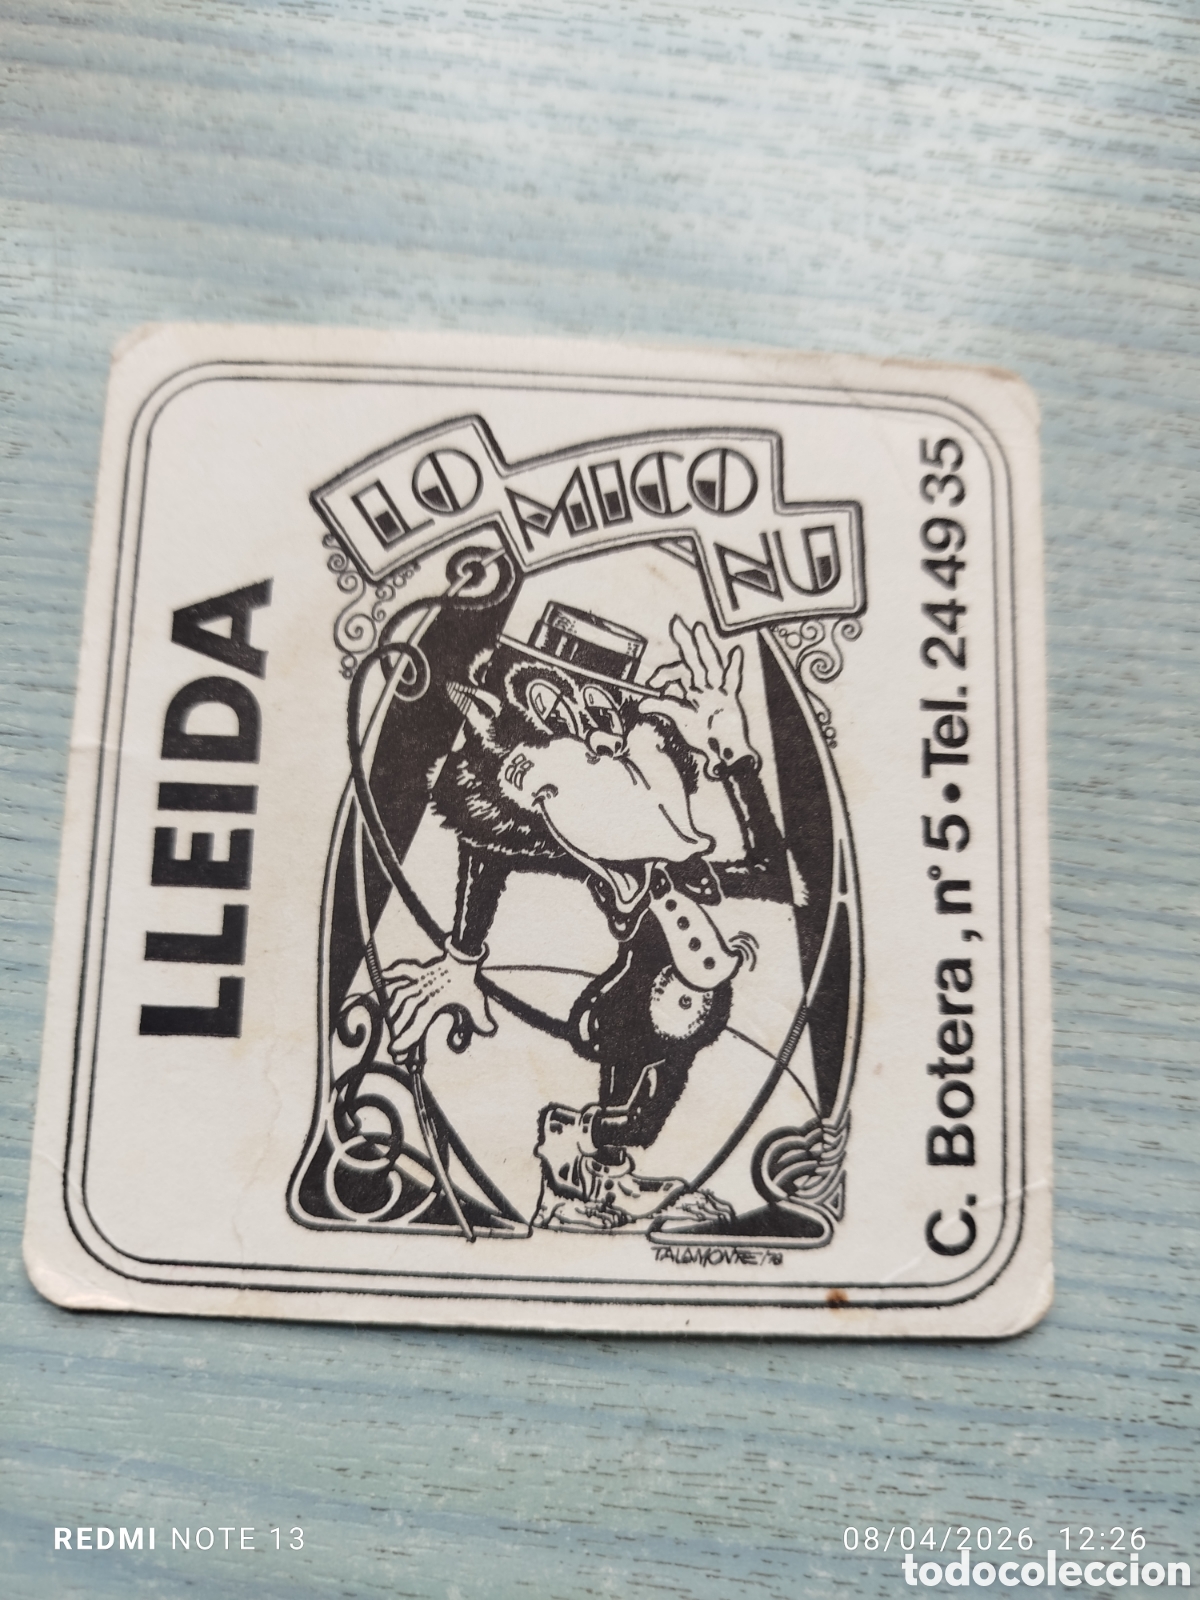 LO MICO NU
LLEIDA
C. Botera, nº 5 • Tel. 24 49 35
TALAMONTE/78
REDMI NOTE 13
08/04/2026 12:26
todocoleccion